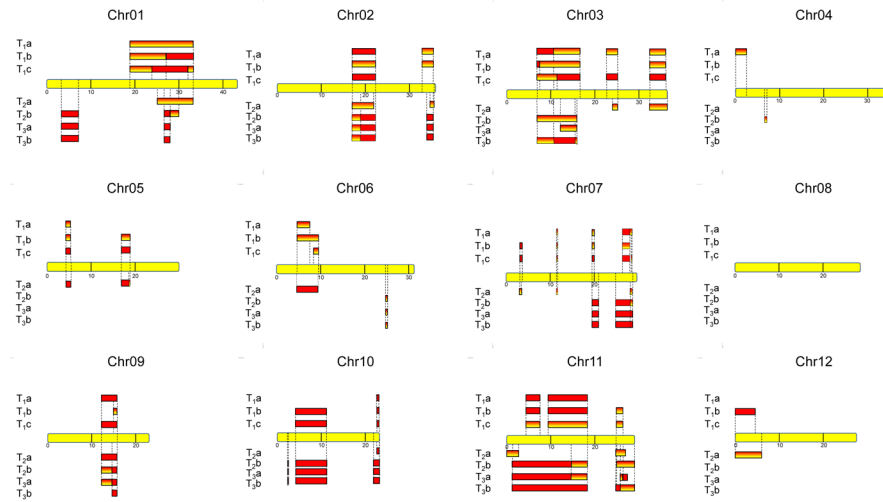 Chr01
T1a
T1b
T1c
0 10 20 30 40
T2a
T2b
T3a
T3b
Chr02
T1a
T1b
T1c
0 10 20
T2a
T2b
T3a
T3b
Chr03
T1a
T1b
T1c
0 10 20 30
T2a
T2b
T3a
T3b
Chr04
T1a
T1b
T1c
0 10 20 30
T2a
T2b
T3a
T3b
Chr05
T1a
T1b
T1c
0 10 20
T2a
T2b
T3a
T3b
Chr06
T1a
T1b
T1c
0 10 20 30
T2a
T2b
T3a
T3b
Chr07
T1a
T1b
T1c
0 10 20
T2a
T2b
T3a
T3b
Chr08
T1a
T1b
T1c
0 10 20
T2a
T2b
T3a
T3b
Chr09
T1a
T1b
T1c
0 10 20
T2a
T2b
T3a
T3b
Chr10
T1a
T1b
T1c
0 10 20
T2a
T2b
T3a
T3b
Chr11
T1a
T1b
T1c
0 10 20
T2a
T2b
T3a
T3b
Chr12
T1a
T1b
T1c
0 10 20
T2a
T2b
T3a
T3b